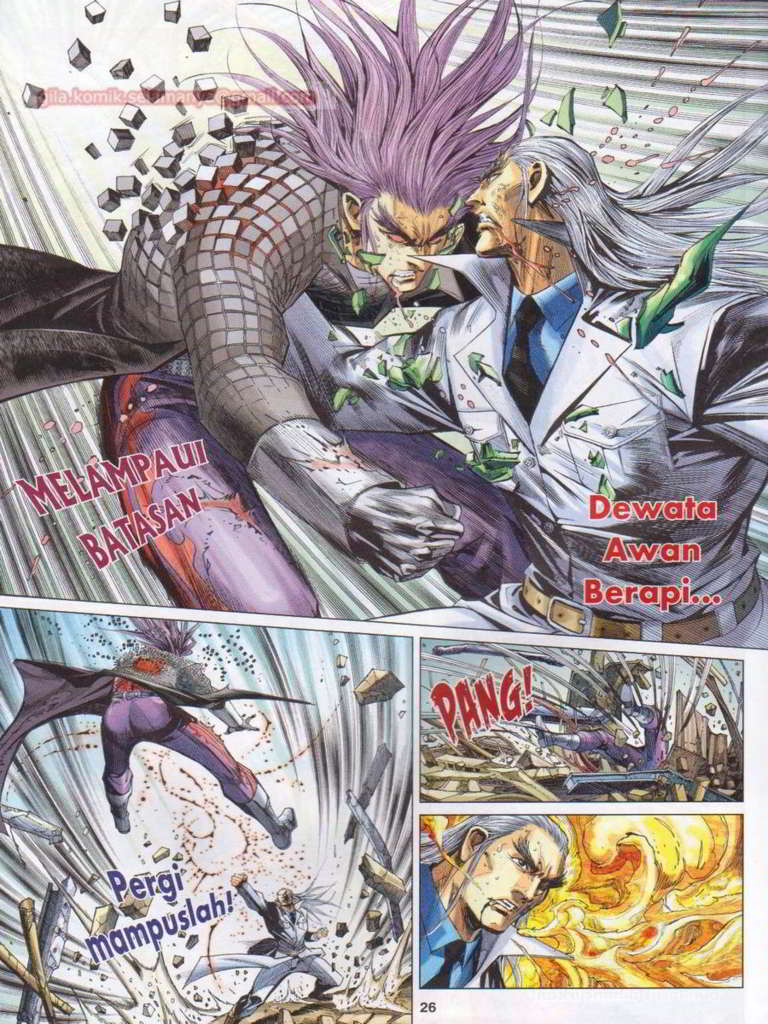 MELAMPAUI
BATASAN
Dewata
Awan
Berapi...
Pergi
mampuslah!
PANG!
26